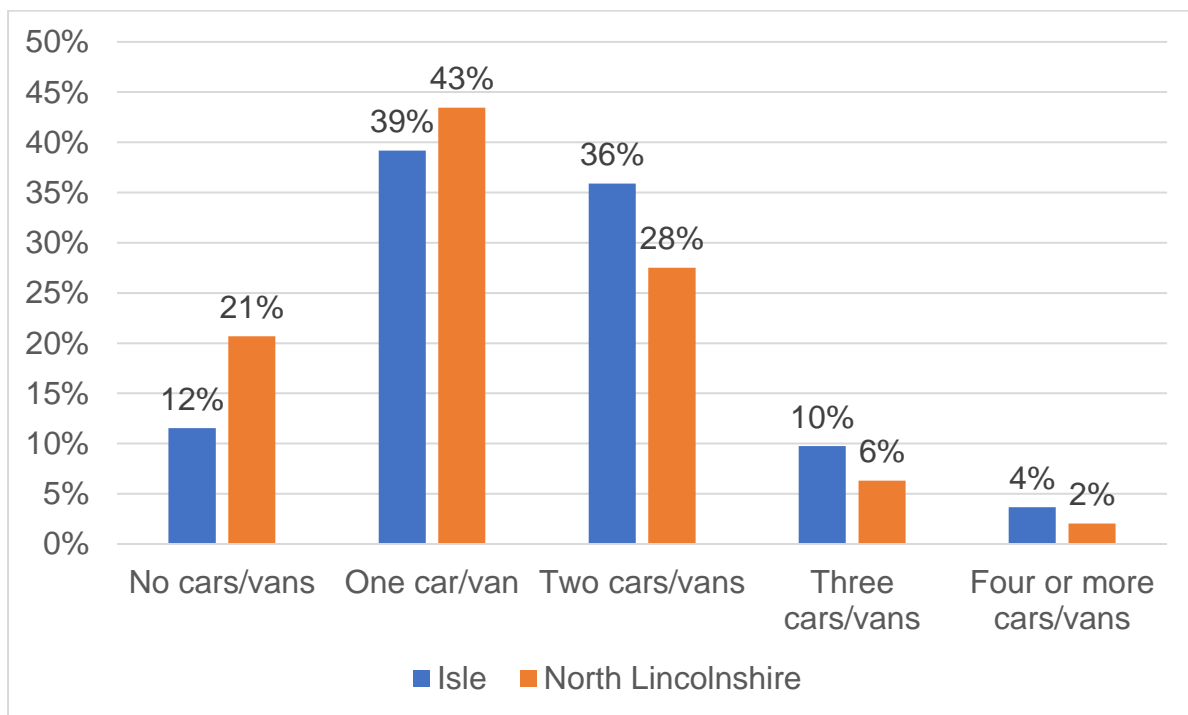 50%
45%
40%
35%
30%
25%
20%
15%
10%
5%
0%
12%
21%
39%
43%
36%
28%
10%
6%
4%
2%
No cars/vans
One car/van
Two cars/vans
Three
cars/vans
Four or more
cars/vans
Isle
North Lincolnshire